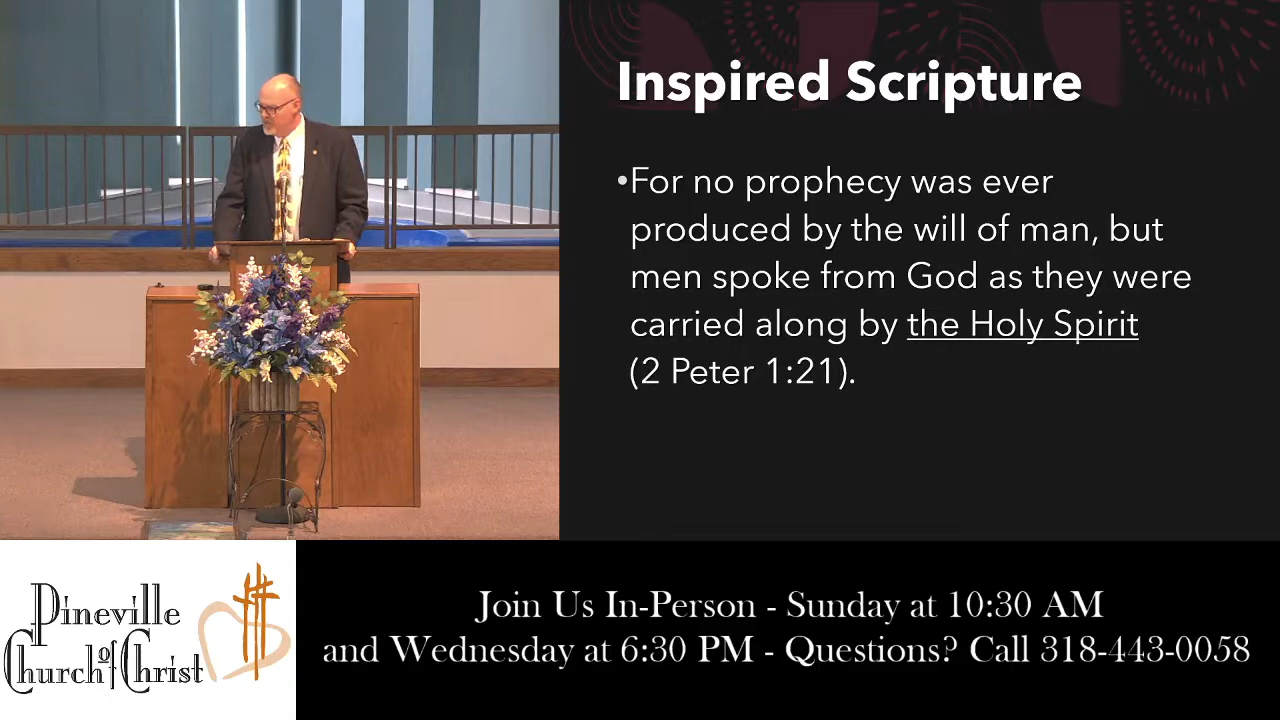 Inspired Scripture
•For no prophecy was ever
produced by the will of man, but
men spoke from God as they were
carried along by the Holy Spirit
(2 Peter 1:21).
Pineville
Church of Christ
Join Us In-Person - Sunday at 10:30 AM
and Wednesday at 6:30 PM - Questions? Call 318-443-0058